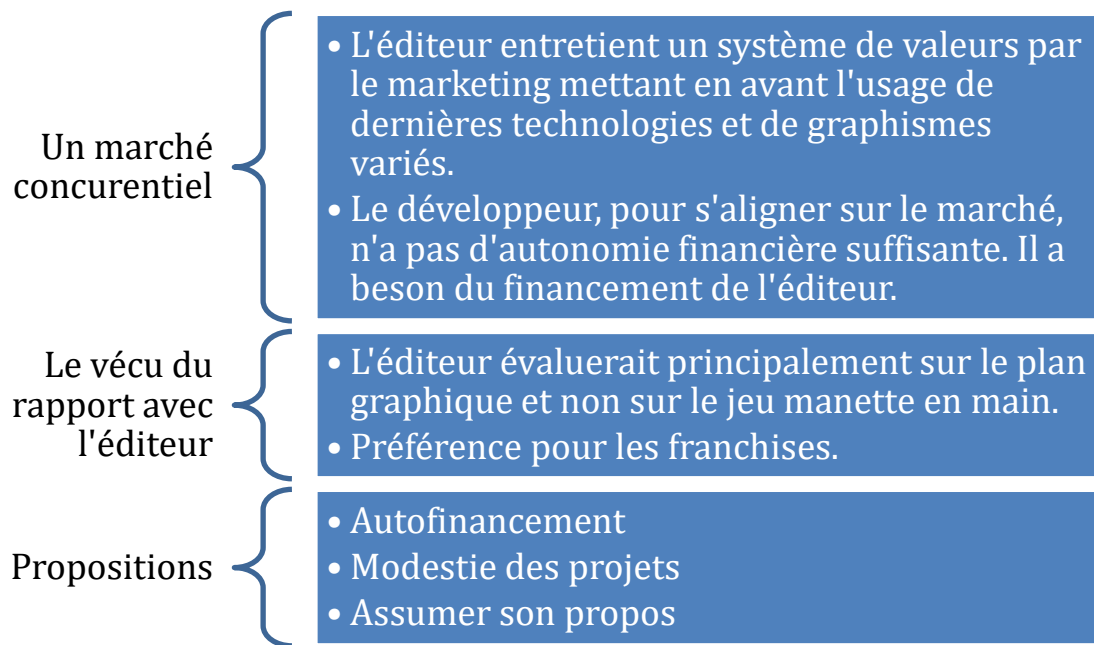 Un marché
concurentiel
• L'éditeur entretient un système de valeurs par
le marketing mettant en avant l'usage de
dernières technologies et de graphismes
variés.
• Le développeur, pour s'aligner sur le marché,
n'a pas d'autonomie financière suffisante. Il a
beson du financement de l'éditeur.
Le vécu du
rapport avec
l'éditeur
• L'éditeur évaluerait principalement sur le plan
graphique et non sur le jeu manette en main.
• Préférence pour les franchises.
Propositions
• Autofinancement
• Modestie des projets
• Assumer son propos